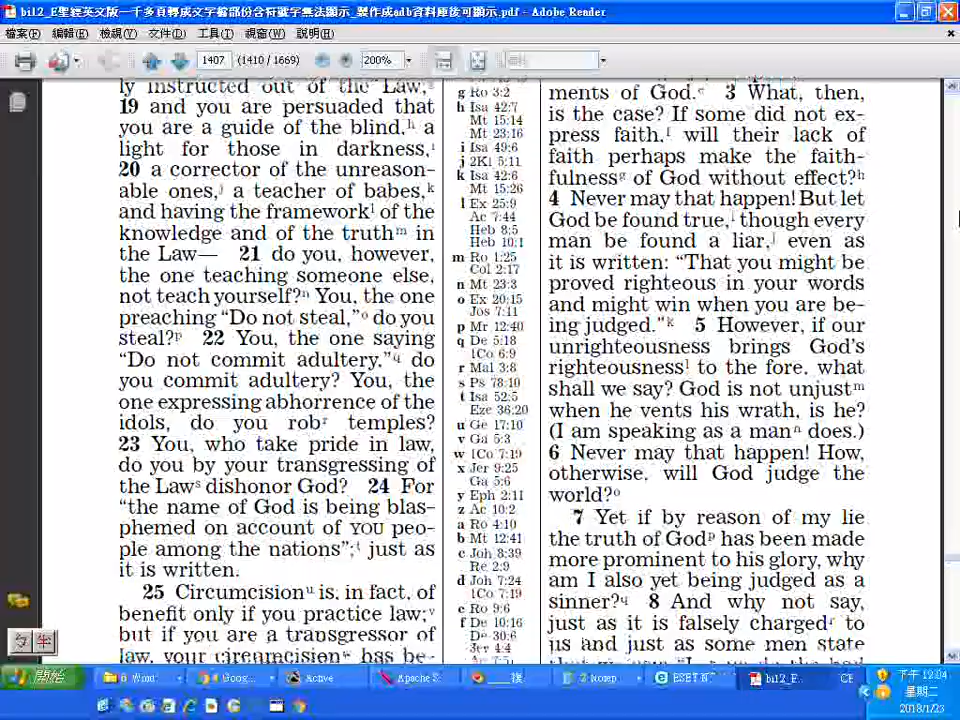 bi12_E聖經英文版一千多頁轉成文字檔部份含符號字無法顯示_製作成adb資料庫後可顯示.pdf - Adobe Reader
檔案(F) 編輯(E) 檢視(V) 文件(D) 工具(T) 視窗(W) 說明(H)
1407 (1410 / 1669) 200% 尋找
ly instructed out of the Law;
19 and you are persuaded that
you are a guide of the blind,h a
light for those in darkness,i
20 a corrector of the unreason-
able ones,j a teacher of babes,k
and having the frameworkl of the
knowledge and of the truthm in
the Law— 21 do you, however,
the one teaching someone else,
not teach yourself?n You, the one
preaching “Do not steal,”o do you
steal?p 22 You, the one saying
“Do not commit adultery,”q do
you commit adultery? You, the
one expressing abhorrence of the
idols, do you robr temples?
23 You, who take pride in law,
do you by your transgressing of
the Laws dishonor God? 24 For
“the name of God is being blas-
phemed on account of YOU peo-
ple among the nations”;t just as
it is written.
25 Circumcisionu is, in fact, of
benefit only if you practice law;v
but if you are a transgressor of
law, your circumcisionw has be-
g Ro 3:2
h Isa 42:7
Mt 15:14
Mt 23:16
i Isa 49:6
j 2Ki 5:11
k Isa 42:6
Mt 15:26
l Ex 25:9
Ac 7:44
Heb 8:5
Heb 10:1
m Ro 1:25
Col 2:17
n Mt 23:3
o Ex 20:15
Jos 7:11
p Mr 12:40
q De 5:18
1Co 6:9
r Mal 3:8
s Ps 78:10
t Isa 52:5
Eze 36:20
u Ge 17:10
v Ga 5:3
w 1Co 7:19
x Jer 9:25
Ga 5:6
y Eph 2:11
z Ac 10:2
a Ro 4:10
b Mt 12:41
c Joh 8:39
Re 2:9
d Joh 7:24
1Co 7:19
e Ro 9:6
f De 10:16
De 30:6
Jer 4:4
ments of God.e 3 What, then,
is the case? If some did not ex-
press faith,f will their lack of
faith perhaps make the faith-
fulnessg of God without effect?h
4 Never may that happen! But let
God be found true,i though every
man be found a liar,j even as
it is written: “That you might be
proved righteous in your words
and might win when you are be-
ing judged.”k 5 However, if our
unrighteousness brings God’s
righteousnessl to the fore, what
shall we say? God is not unjustm
when he vents his wrath, is he?
(I am speaking as a mann does.)
6 Never may that happen! How,
otherwise, will God judge the
world?o
7 Yet if by reason of my lie
the truth of Godp has been made
more prominent to his glory, why
am I also yet being judged as a
sinner?q 8 And why not say,
just as it is falsely chargedr to
us and just as some men state
ㄅ 半
開始 6 Word Goog... Active Apache S 2 Notep ESET N bi12_E CE
下午 12:04
星期二
2018/1/23